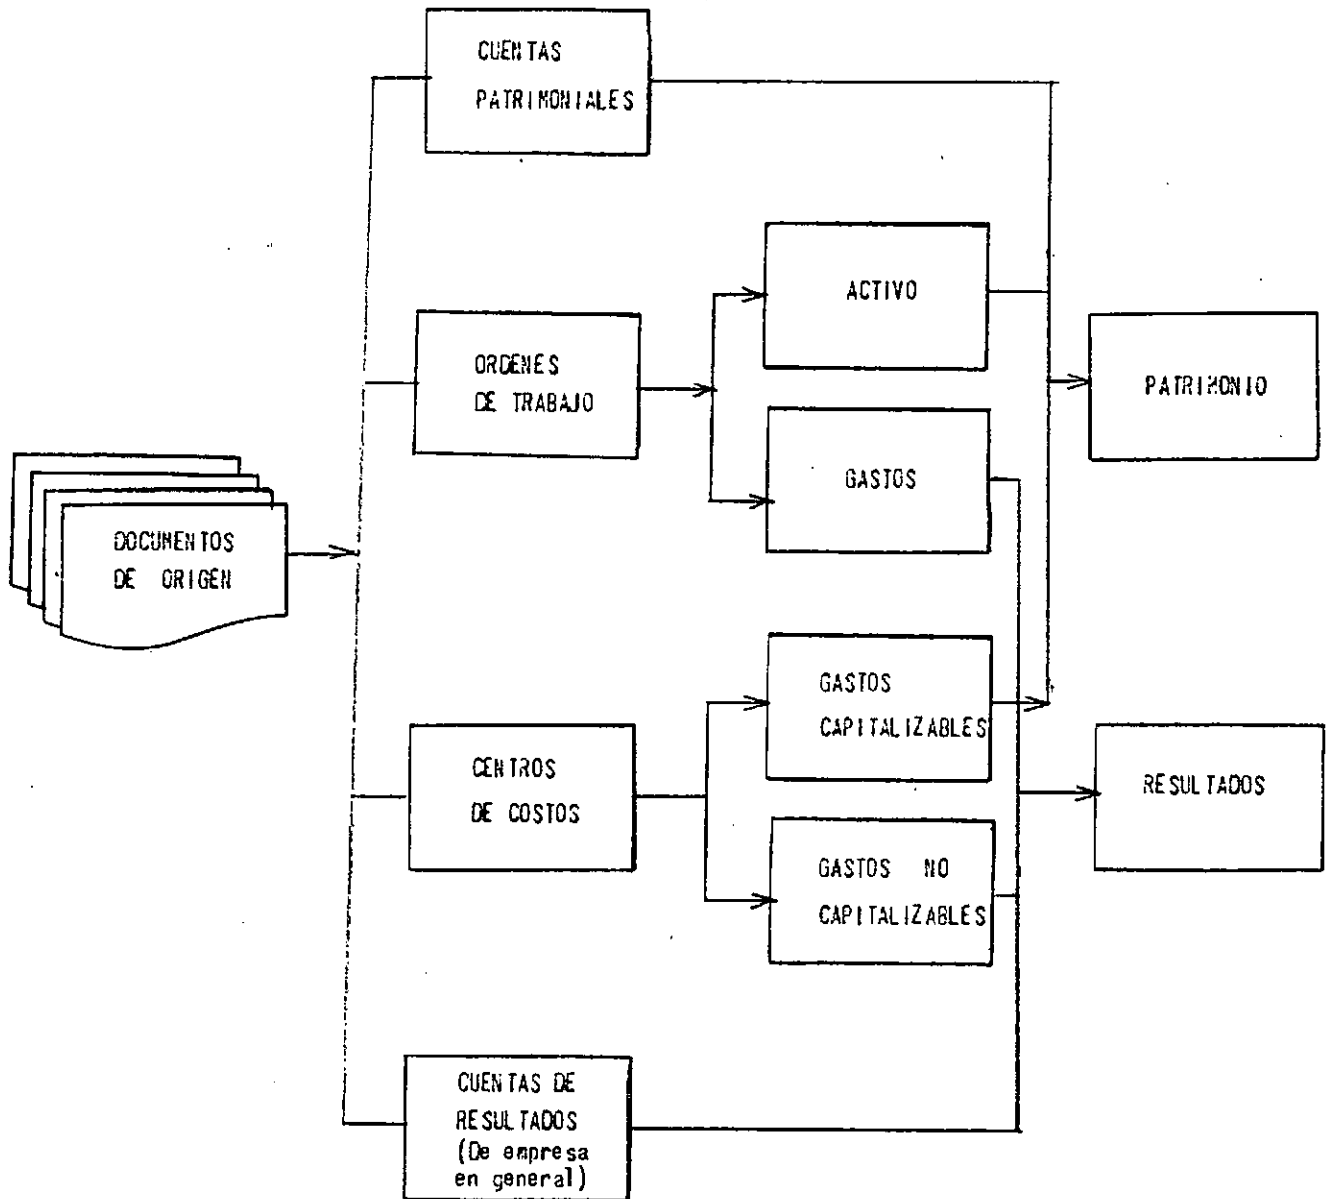 CUENTAS
PATRIMONIALES
ACTIVO
ORDENES
DE TRABAJO
PATRIMONIO
GASTOS
DOCUMENTOS
DE ORIGEN
GASTOS
CAPITALIZABLES
CENTROS
DE COSTOS
RESULTADOS
GASTOS NO
CAPITALIZABLES
CUENTAS DE
RESULTADOS
(De empresa
en general)